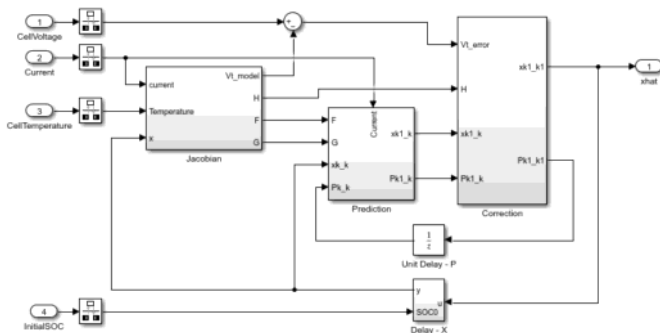 1
CellVoltage
2
Current
3
CellTemperature
current
Temperature
x
Vt_model
H
F
G
Jacobian
F
G
xk_k
Pk_k
Current
xk1_k
Pk1_k
Prediction
Vt_error
H
xk1_k
Pk1_k
xk1_k1
Pk1_k1
Correction
1
xhat
1
z
Unit Delay - P
4
InitialSOC
y
u
SOC0
Delay - X